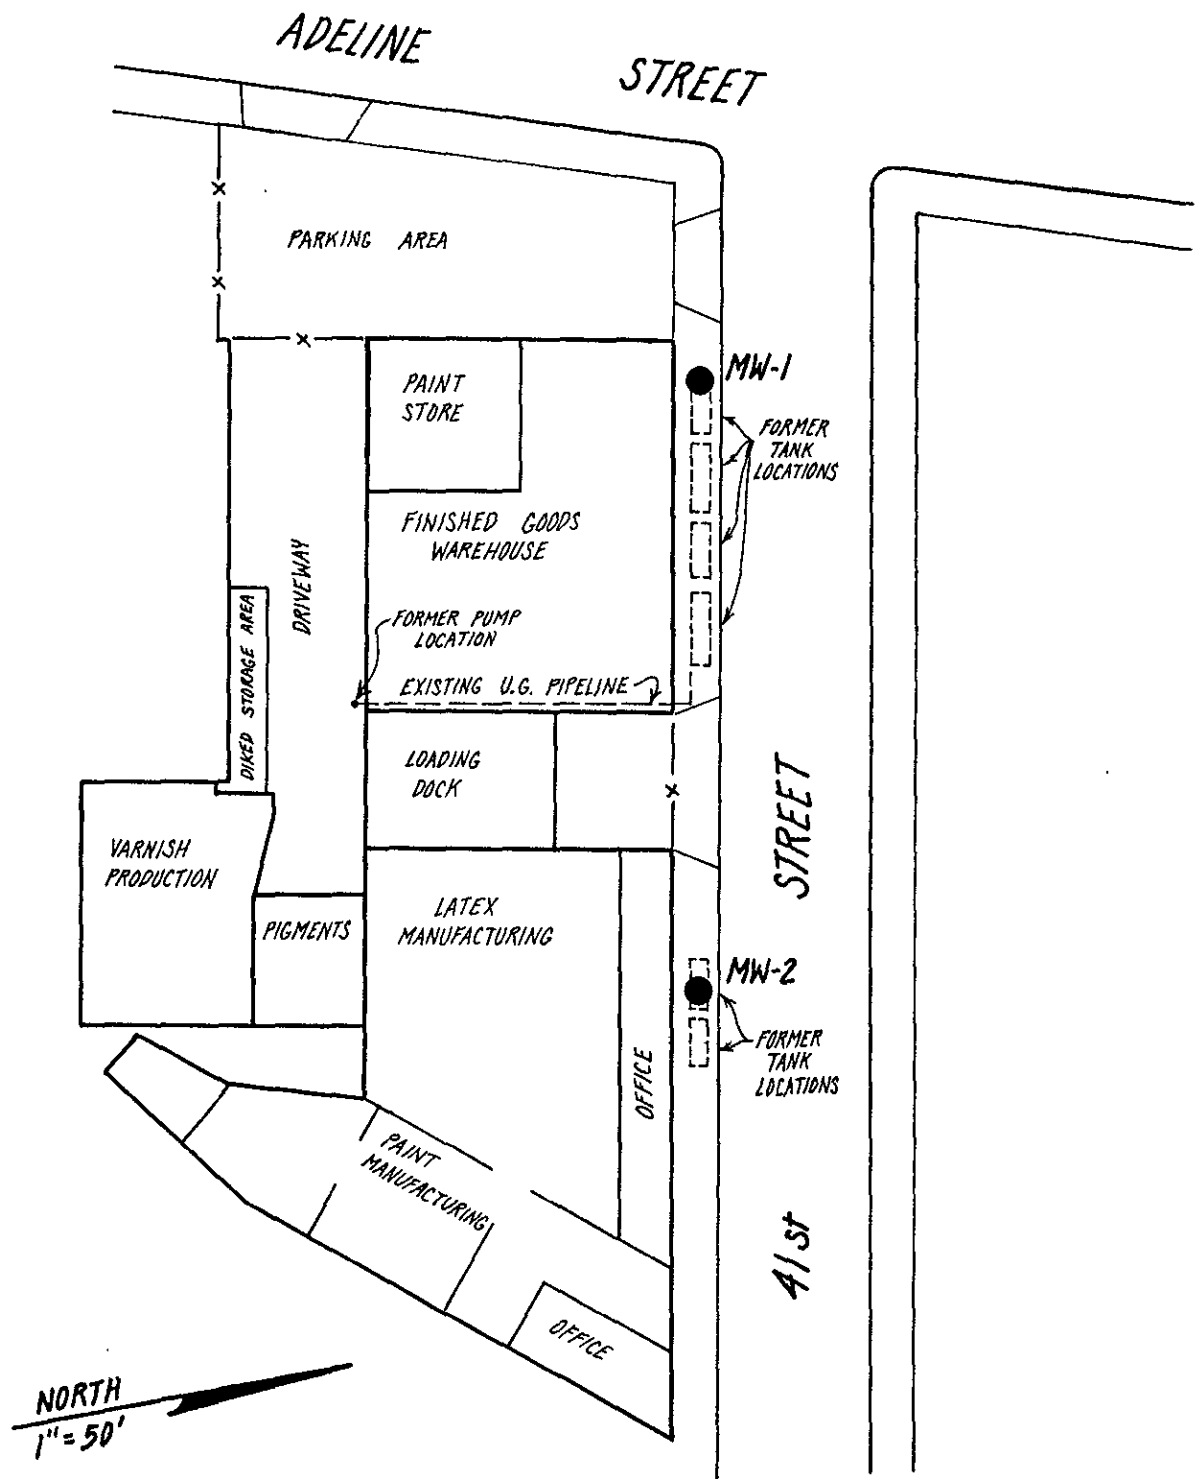 ADELINE STREET
PARKING AREA
PAINT
STORE
MW-1
FORMER
TANK
LOCATIONS
FINISHED GOODS
WAREHOUSE
DRIVEWAY
DIKED STORAGE AREA
FORMER PUMP
LOCATION
EXISTING U.G. PIPELINE
LOADING
DOCK
VARNISH
PRODUCTION
PIGMENTS
LATEX
MANUFACTURING
OFFICE
MW-2
FORMER
TANK
LOCATIONS
PAINT
MANUFACTURING
OFFICE
41st STREET
NORTH
1"=50'